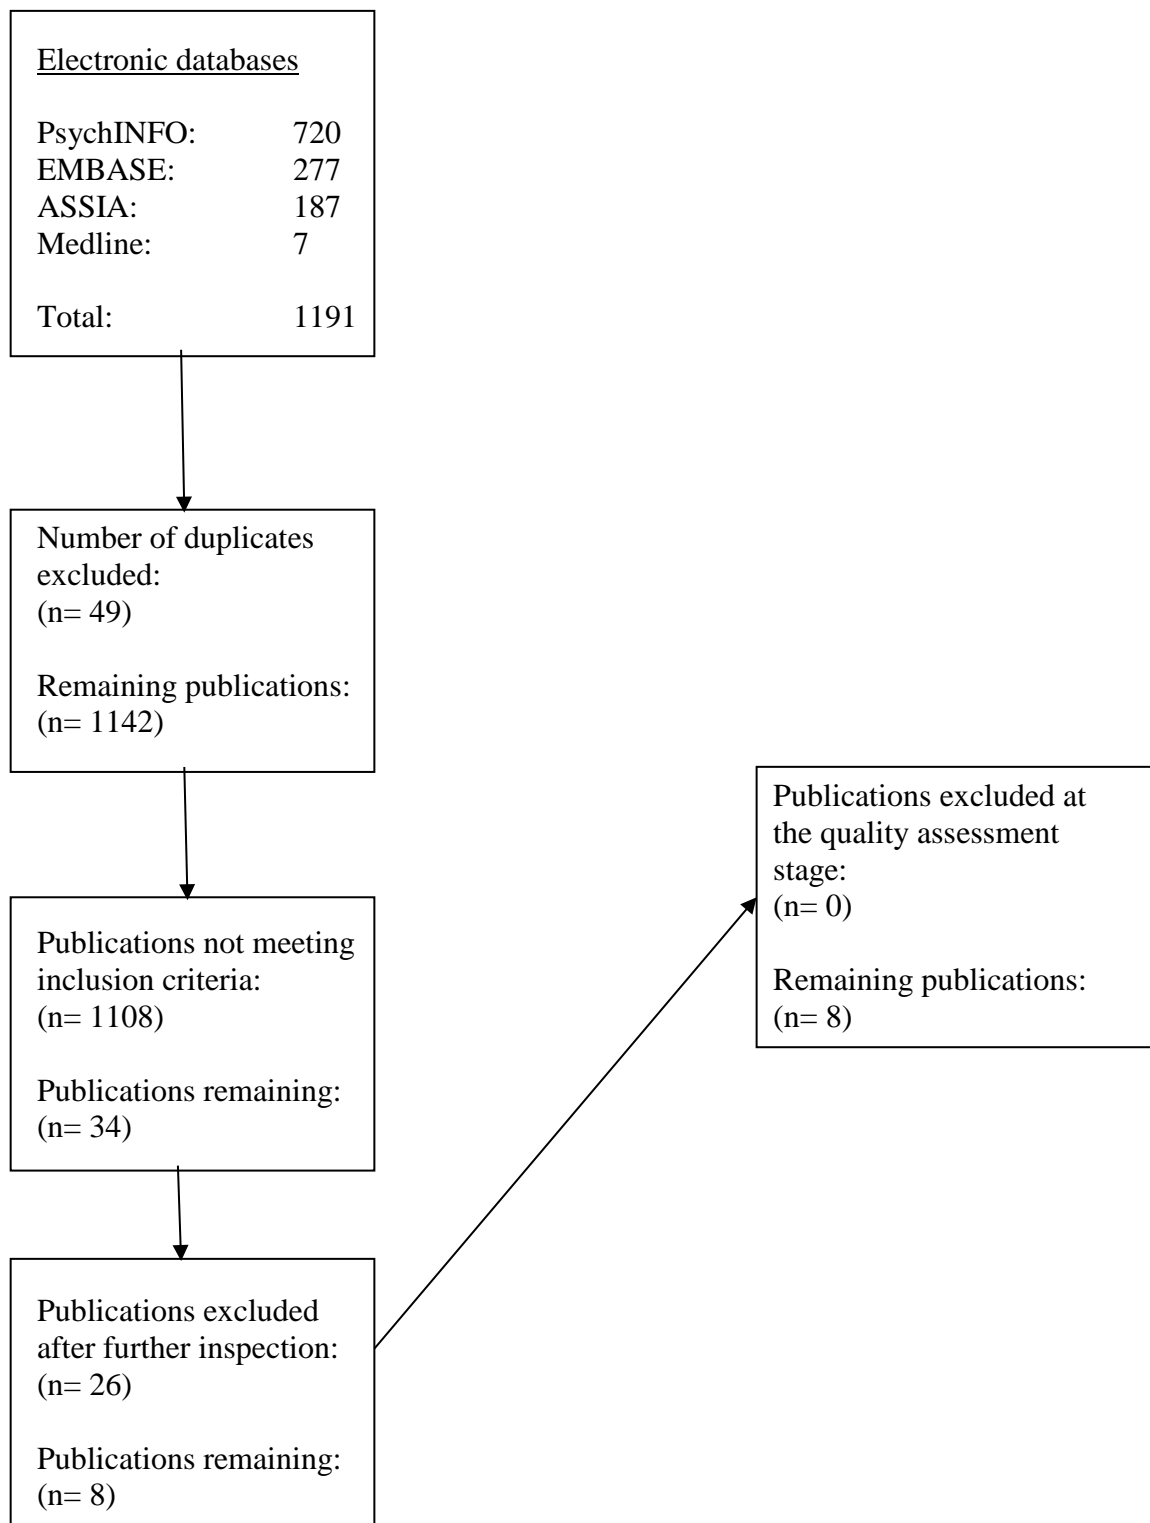 Electronic databases
PsychINFO: 720
EMBASE: 277
ASSIA: 187
Medline: 7
Total: 1191
Number of duplicates
excluded:
(n= 49)
Remaining publications:
(n= 1142)
Publications not meeting
inclusion criteria:
(n= 1108)
Publications remaining:
(n= 34)
Publications excluded
after further inspection:
(n= 26)
Publications remaining:
(n= 8)
Publications excluded at
the quality assessment
stage:
(n= 0)
Remaining publications:
(n= 8)